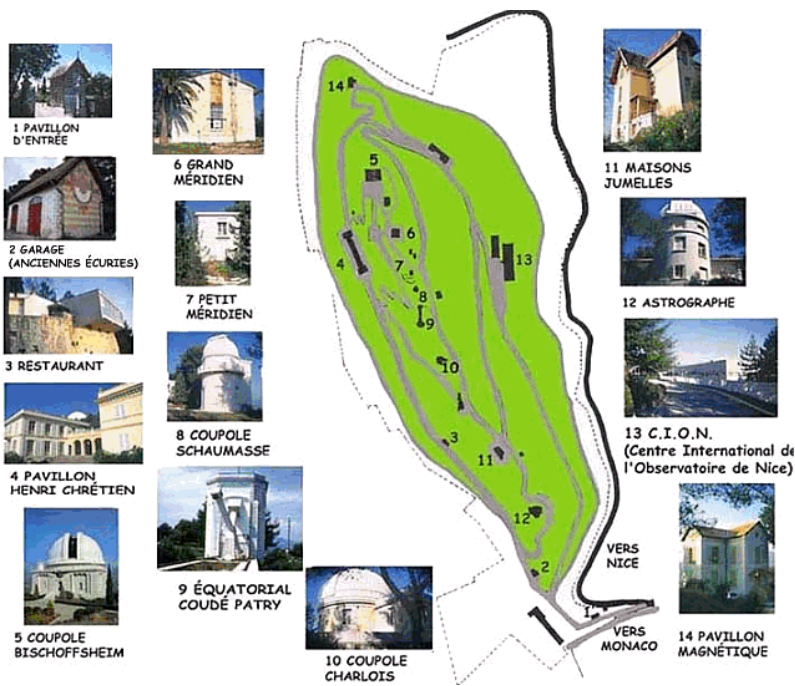 1 PAVILLON
D'ENTRÉE
2 GARAGE
(ANCIENNES ÉCURIES)
3 RESTAURANT
4 PAVILLON
HENRI CHRÉTIEN
5 COUPOLE
BISCHOFFSHEIM
6 GRAND
MÉRIDIEN
7 PETIT
MÉRIDIEN
8 COUPOLE
SCHAUMASSE
9 ÉQUATORIAL
COUDÉ PATRY
10 COUPOLE
CHARLOIS
14
5
6
4
7
13
8
9
10
3
11
12
2
1
VERS
NICE
VERS
MONACO
11 MAISONS
JUMELLES
12 ASTROGRAPHE
13 C.I.O.N.
(Centre International de
l'Observatoire de Nice)
14 PAVILLON
MAGNÉTIQUE